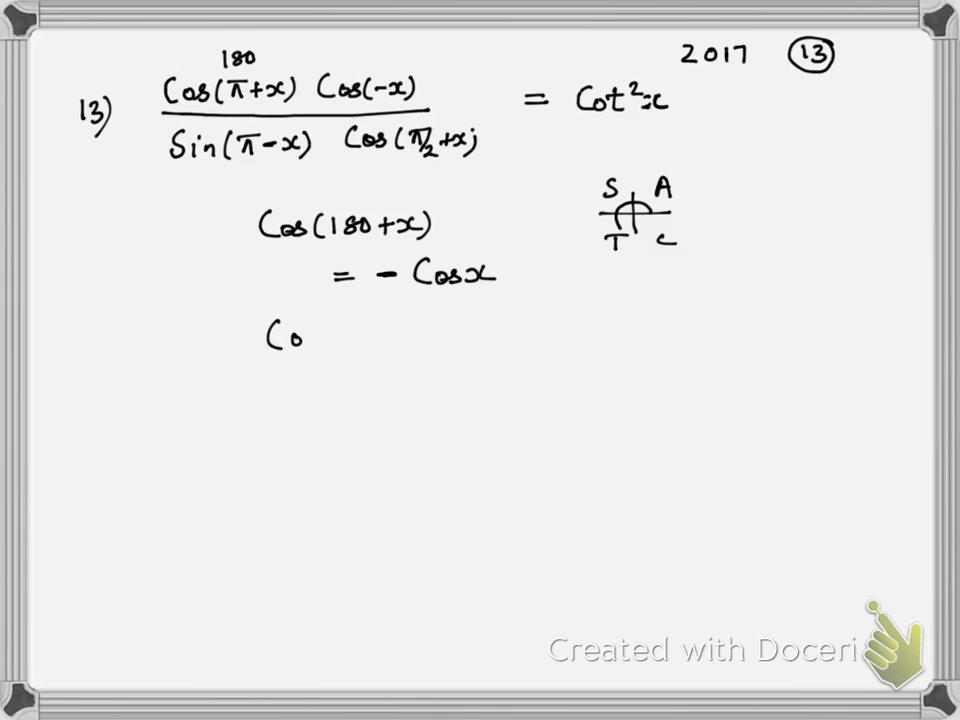 2017 13
180
13) Cos(π+x) Cos(-x) = Cot²x
Sin(π-x) Cos(π/2+x)
S A
T C
Cos(180+x)
= - Cosx
Co
Created with Doceri